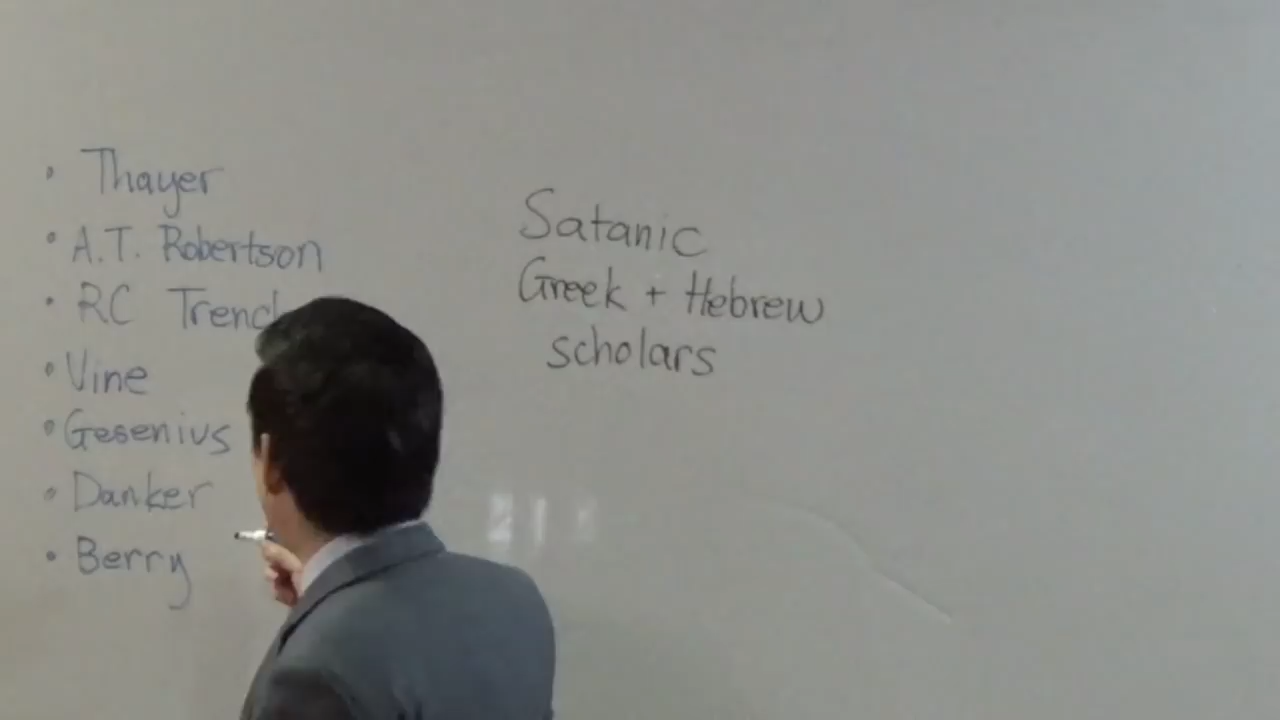 • Thayer
• A.T. Robertson
• RC Trench
• Vine
• Gesenius
• Danker
• Berry
Satanic
Greek + Hebrew
scholars